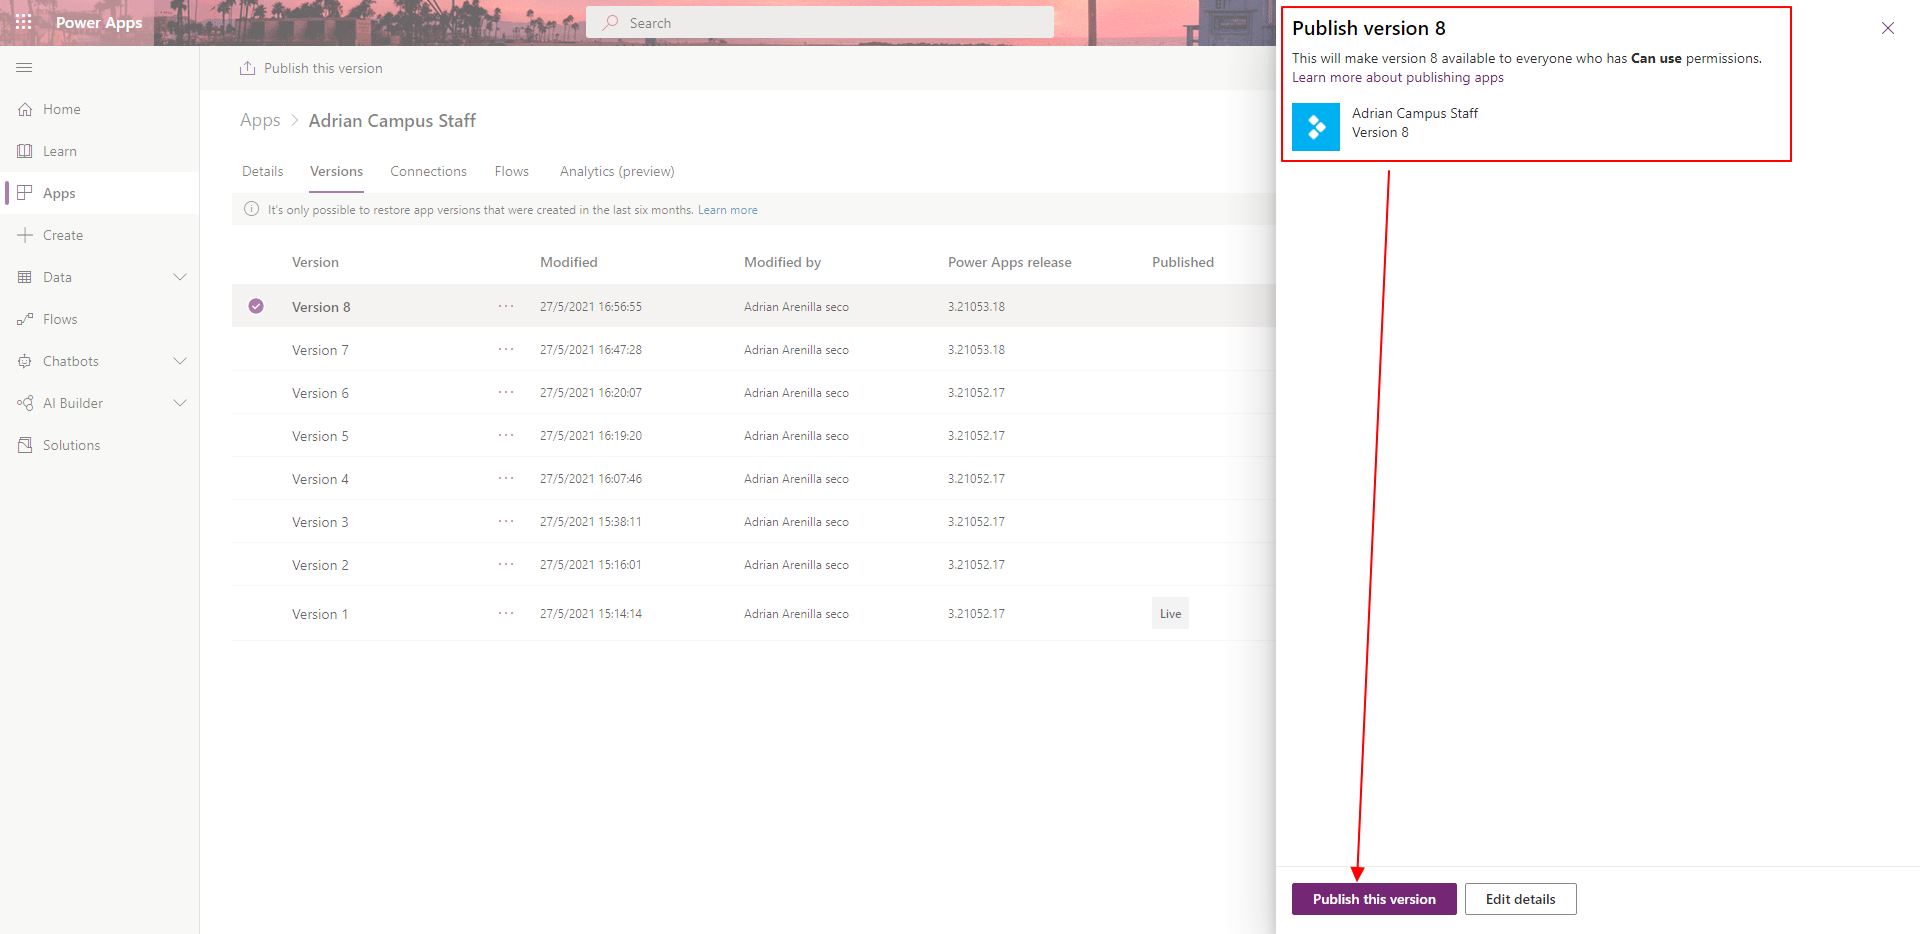 Power Apps
Search
Home
Learn
Apps
Create
Data
Flows
Chatbots
AI Builder
Solutions
Publish this version
Apps > Adrian Campus Staff
Details Versions Connections Flows Analytics (preview)
It's only possible to restore app versions that were created in the last six months. Learn more
Version Modified Modified by Power Apps release Published
Version 8 ... 27/5/2021 16:56:55 Adrian Arenilla seco 3.21053.18
Version 7 ... 27/5/2021 16:47:28 Adrian Arenilla seco 3.21053.18
Version 6 ... 27/5/2021 16:20:07 Adrian Arenilla seco 3.21052.17
Version 5 ... 27/5/2021 16:19:20 Adrian Arenilla seco 3.21052.17
Version 4 ... 27/5/2021 16:07:46 Adrian Arenilla seco 3.21052.17
Version 3 ... 27/5/2021 15:38:11 Adrian Arenilla seco 3.21052.17
Version 2 ... 27/5/2021 15:16:01 Adrian Arenilla seco 3.21052.17
Version 1 ... 27/5/2021 15:14:14 Adrian Arenilla seco 3.21052.17 Live
Publish version 8
This will make version 8 available to everyone who has Can use permissions.
Learn more about publishing apps
Adrian Campus Staff
Version 8
Publish this version Edit details